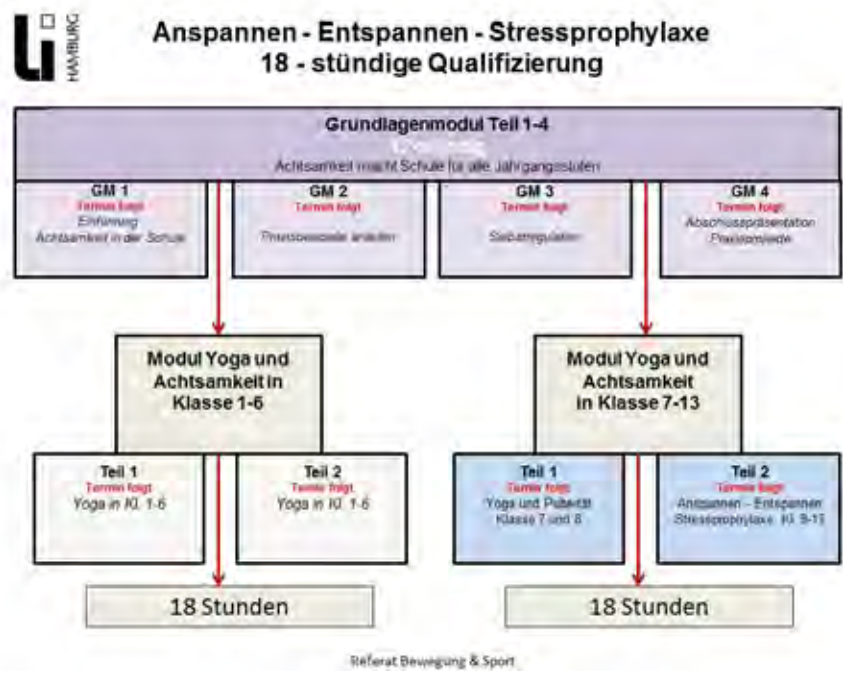 Li
HAMBURG
Anspannen - Entspannen - Stressprophylaxe
18 - stündige Qualifizierung
Grundlagenmodul Teil 1-4
Achtsamkeit macht Schule für alle Jahrgangsstufen
GM 1
Termin folgt
Einführung
Achtsamkeit in der Schule
GM 2
Termin folgt
Praxisbeispiele anleiten
GM 3
Termin folgt
Selbstregulation
GM 4
Termin folgt
Abschlusspräsentation
Modul Yoga und
Achtsamkeit in
Klasse 1-6
Modul Yoga und
Achtsamkeit
in Klasse 7-13
Teil 1
Termin folgt
Yoga in Kl. 1-6
Teil 2
Termin folgt
Yoga in Kl. 1-6
Teil 1
Termin folgt
Yoga und Pubertät
Klasse 7 und 8
Teil 2
Termin folgt
Anstpannen - Entspannen
Stressprophylaxe Kl. 9-13
18 Stunden
18 Stunden
Referat Bewegung & Sport